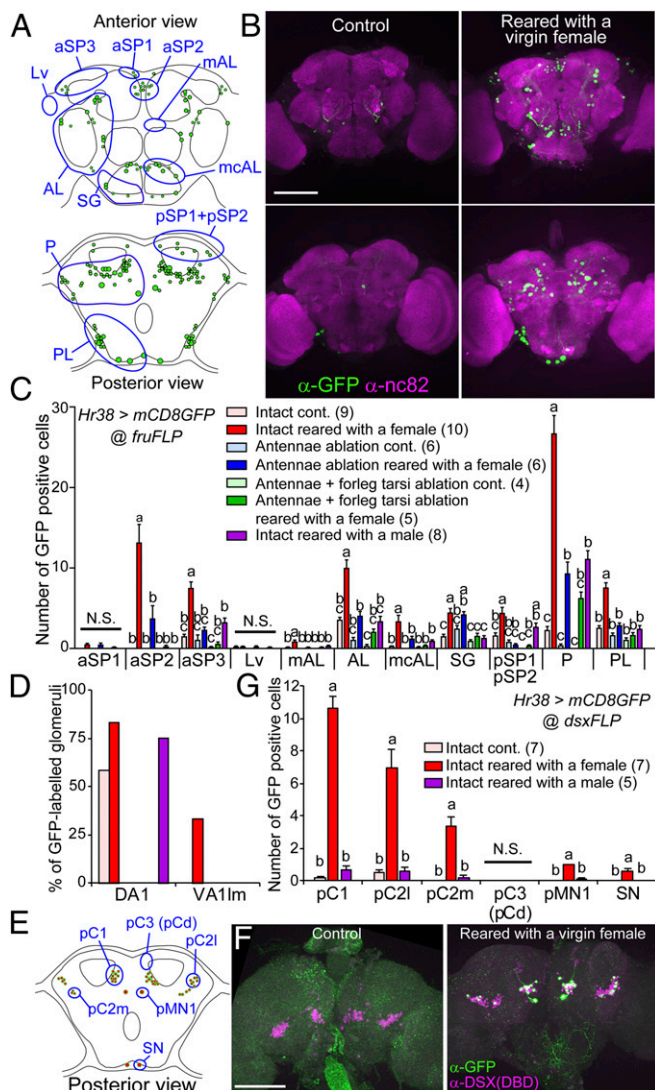 A
Anterior view
aSP3
aSP1
aSP2
Lv
mAL
mcAL
AL
SG
pSP1+pSP2
P
PL
Posterior view
B
Control
Reared with a
virgin female
α-GFP α-nc82
C
Number of GFP positive cells
30
20
10
0
Hr38 > mCD8GFP
@ fruFLP
Intact cont. (9)
Intact reared with a female (10)
Antennae ablation cont. (6)
Antennae ablation reared with a female (6)
Antennae + forleg tarsi ablation cont. (4)
Antennae + forleg tarsi ablation
reared with a female (5)
Intact reared with a male (8)
N.S.
N.S.
aSP1
aSP2
aSP3
Lv
mAL
AL
mcAL
SG
pSP1
pSP2
P
PL
D
% of GFP-labelled glomeruli
100
75
50
25
0
DA1
VA1lm
G
Number of GFP positive cells
12
10
8
6
4
2
0
Hr38 > mCD8GFP
@ dsxFLP
Intact cont. (7)
Intact reared with a female (7)
Intact reared with a male (5)
b a b
b a b
b a b
N.S.
b a b
b a b
pC1
pC2l
pC2m
pC3
(pCd)
pMN1
SN
E
pC1
pC3 (pCd)
pC2l
pC2m
pMN1
SN
Posterior view
F
Control
Reared with a virgin female
α-GFP
α-DSX(DBD)